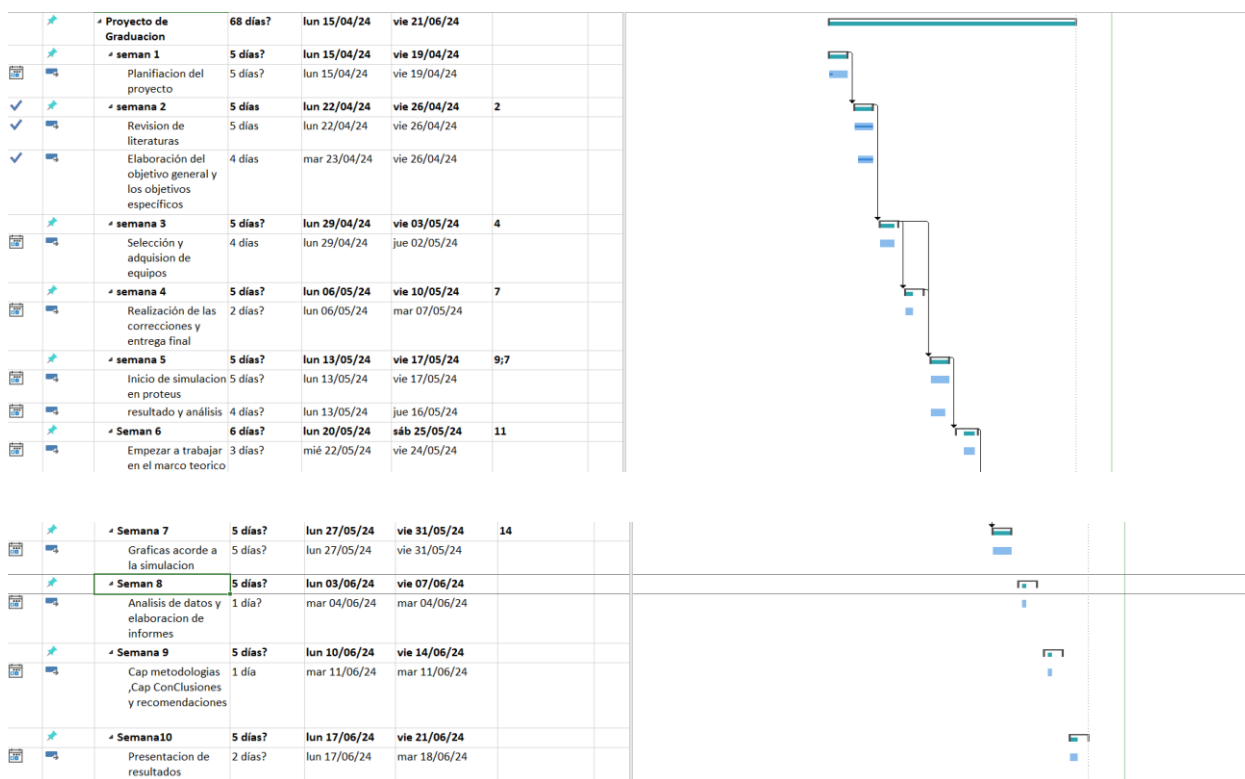 Proyecto de 68 días? lun 15/04/24 vie 21/06/24
Graduacion
seman 1 5 días? lun 15/04/24 vie 19/04/24
Planifiacion del 5 días? lun 15/04/24 vie 19/04/24
proyecto
semana 2 5 días lun 22/04/24 vie 26/04/24 2
Revision de 5 días lun 22/04/24 vie 26/04/24
literaturas
Elaboración del 4 días mar 23/04/24 vie 26/04/24
objetivo general y
los objetivos
específicos
semana 3 5 días? lun 29/04/24 vie 03/05/24 4
Selección y 4 días lun 29/04/24 jue 02/05/24
adquision de
equipos
semana 4 5 días? lun 06/05/24 vie 10/05/24 7
Realización de las 2 días? lun 06/05/24 mar 07/05/24
correcciones y
entrega final
semana 5 5 días? lun 13/05/24 vie 17/05/24 9;7
Inicio de simulacion 5 días? lun 13/05/24 vie 17/05/24
en proteus
resultado y análisis 4 días? lun 13/05/24 jue 16/05/24
Seman 6 6 días? lun 20/05/24 sáb 25/05/24 11
Empezar a trabajar 3 días? mié 22/05/24 vie 24/05/24
en el marco teorico
Semana 7 5 días? lun 27/05/24 vie 31/05/24 14
Graficas acorde a 5 días? lun 27/05/24 vie 31/05/24
la simulacion
Seman 8 5 días? lun 03/06/24 vie 07/06/24
Analisis de datos y 1 día? mar 04/06/24 mar 04/06/24
elaboracion de
informes
Semana 9 5 días? lun 10/06/24 vie 14/06/24
Cap metodologias 1 día mar 11/06/24 mar 11/06/24
,Cap ConClusiones
y recomendaciones
Semana10 5 días? lun 17/06/24 vie 21/06/24
Presentacion de 2 días? lun 17/06/24 mar 18/06/24
resultados